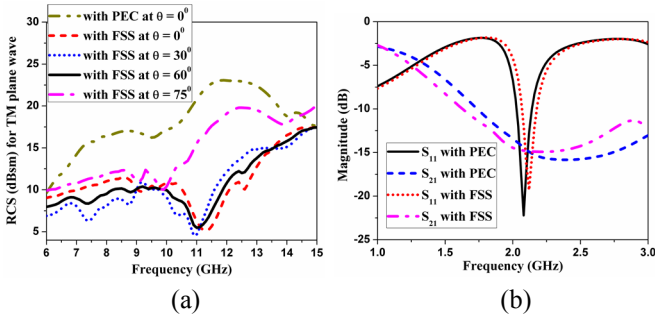 30
25
20
15
10
5
with PEC at θ = 0⁰
with FSS at θ = 0⁰
with FSS at θ = 30⁰
with FSS at θ = 60⁰
with FSS at θ = 75⁰
RCS (dBsm) for TM plane wave
6 7 8 9 10 11 12 13 14 15
Frequency (GHz)
(a)
0
-5
-10
-15
-20
-25
Magnitude (dB)
S₁₁ with PEC
S₂₁ with PEC
S₁₁ with FSS
S₂₁ with FSS
1.0 1.5 2.0 2.5 3.0
Frequency (GHz)
(b)